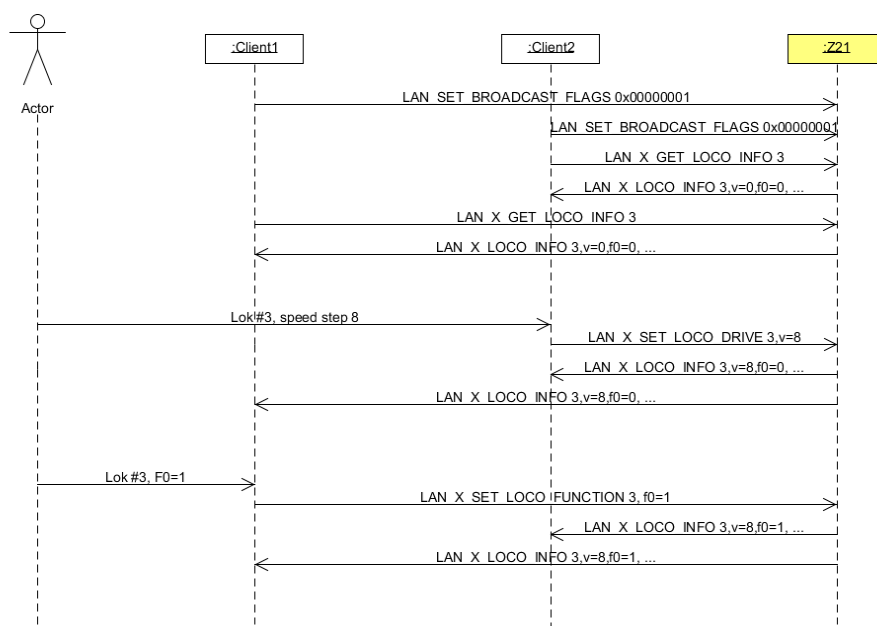 :Client1
:Client2
:Z21
Actor
LAN_SET_BROADCAST_FLAGS 0x00000001
LAN_SET_BROADCAST_FLAGS 0x00000001
LAN_X_GET_LOCO_INFO 3
LAN_X_LOCO_INFO 3,v=0,f0=0, ...
LAN_X_GET_LOCO_INFO 3
LAN_X_LOCO_INFO 3,v=0,f0=0, ...
Lok #3, speed step 8
LAN_X_SET_LOCO_DRIVE 3,v=8
LAN_X_LOCO_INFO 3,v=8,f0=0, ...
LAN_X_LOCO_INFO 3,v=8,f0=0, ...
Lok #3, F0=1
LAN_X_SET_LOCO_FUNCTION 3, f0=1
LAN_X_LOCO_INFO 3,v=8,f0=1, ...
LAN_X_LOCO_INFO 3,v=8,f0=1, ...